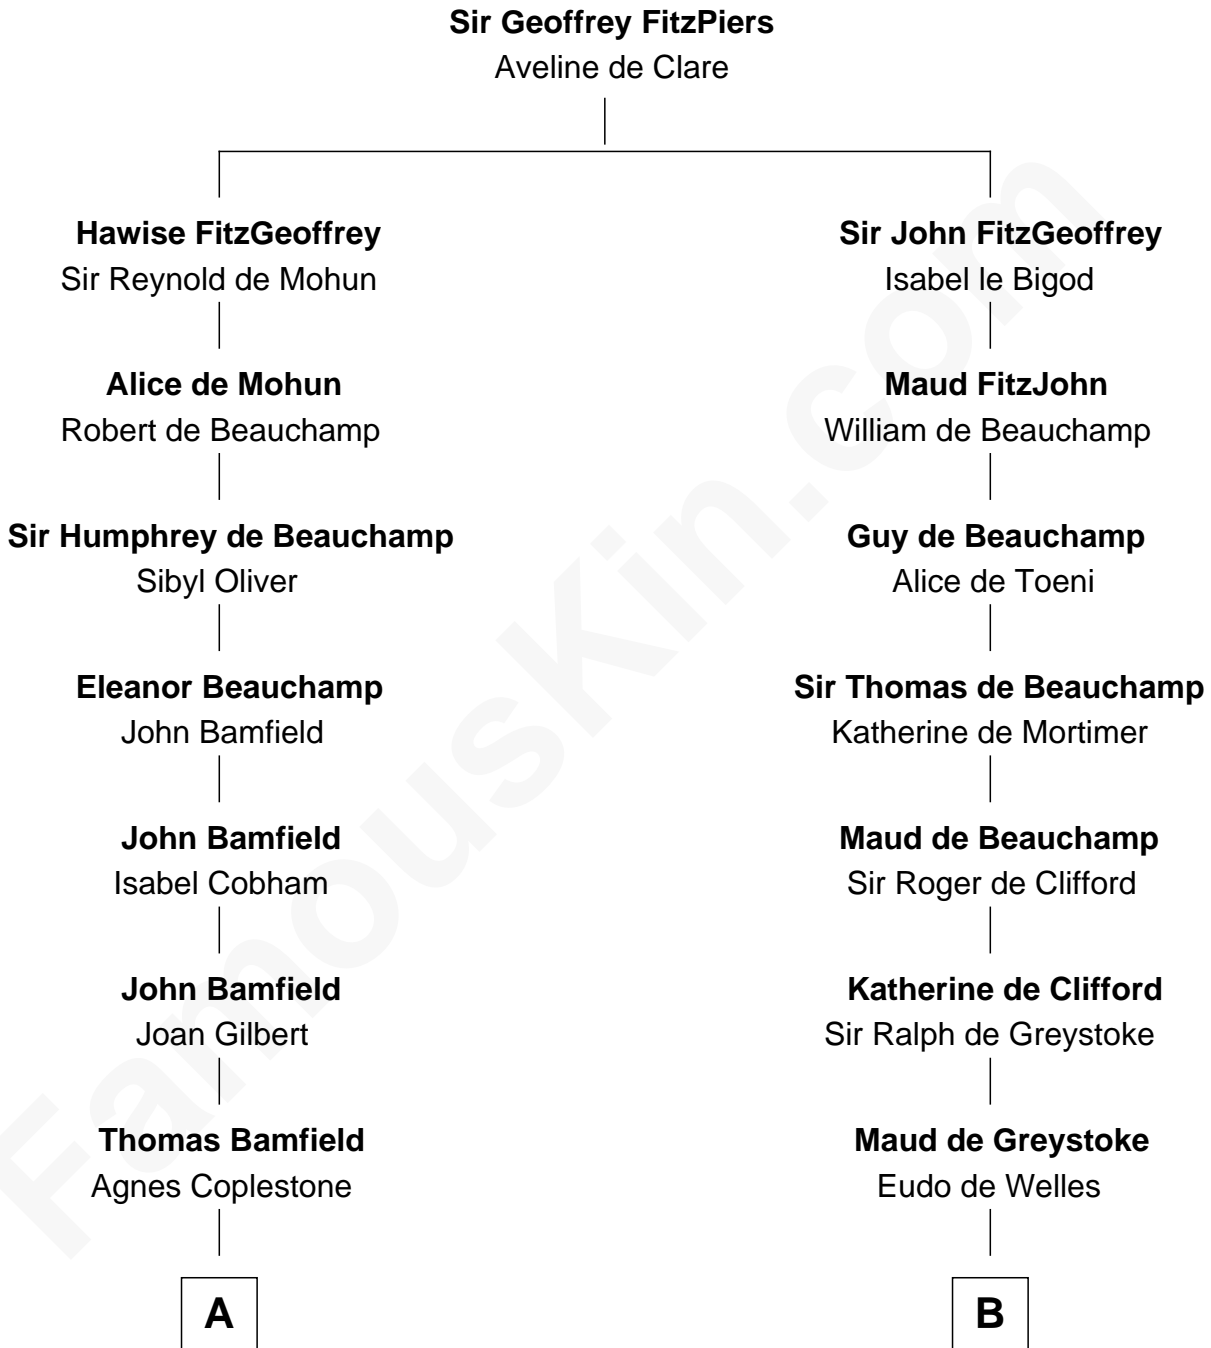 Sir Geoffrey FitzPiers
Aveline de Clare
Hawise FitzGeoffrey
Sir Reynold de Mohun
Alice de Mohun
Robert de Beauchamp
Sir Humphrey de Beauchamp
Sibyl Oliver
Eleanor Beauchamp
John Bamfield
John Bamfield
Isabel Cobham
John Bamfield
Joan Gilbert
Thomas Bamfield
Agnes Coplestone
A
Sir John FitzGeoffrey
Isabel le Bigod
Maud FitzJohn
William de Beauchamp
Guy de Beauchamp
Alice de Toeni
Sir Thomas de Beauchamp
Katherine de Mortimer
Maud de Beauchamp
Sir Roger de Clifford
Katherine de Clifford
Sir Ralph de Greystoke
Maud de Greystoke
Eudo de Welles
B
FamousKin.com